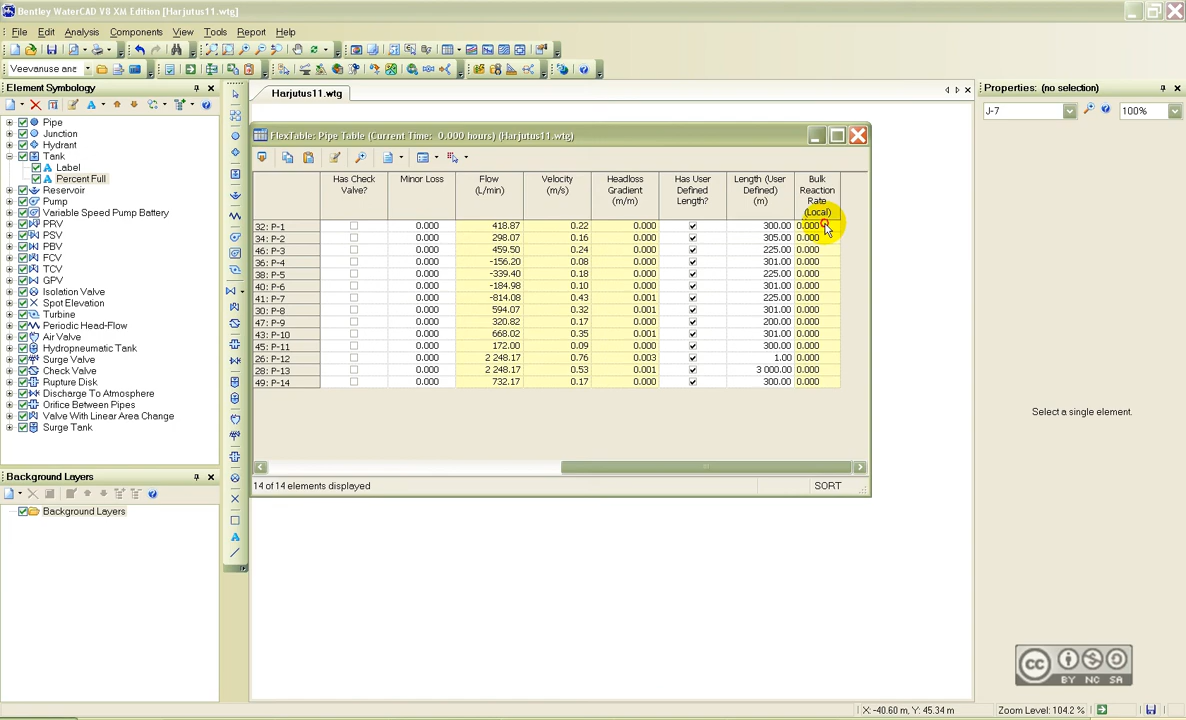 Bentley WaterCAD V8 XM Edition [Harjutus11.wtg]
File Edit Analysis Components View Tools Report Help
Veevanuse ane
Element Symbology
Pipe
Junction
Hydrant
Tank
Label
Percent Full
Reservoir
Pump
Variable Speed Pump Battery
PRV
PSV
PBV
FCV
TCV
GPV
Isolation Valve
Spot Elevation
Turbine
Periodic Head-Flow
Air Valve
Hydropneumatic Tank
Surge Valve
Check Valve
Rupture Disk
Discharge To Atmosphere
Orifice Between Pipes
Valve With Linear Area Change
Surge Tank
Background Layers
Background Layers
Harjutus11.wtg
FlexTable: Pipe Table (Current Time: 0.000 hours) (Harjutus11.wtg)
Has Check Valve? Minor Loss Flow (L/min) Velocity (m/s) Headloss Gradient (m/m) Has User Defined Length? Length (User Defined) (m) Bulk Reaction Rate (Local)
32: P-1 0.000 418.87 0.22 0.000 300.00 0.000
34: P-2 0.000 298.07 0.16 0.000 305.00 0.000
46: P-3 0.000 459.50 0.24 0.000 225.00 0.000
36: P-4 0.000 -156.20 0.08 0.000 301.00 0.000
38: P-5 0.000 -339.40 0.18 0.000 225.00 0.000
40: P-6 0.000 -184.98 0.10 0.000 301.00 0.000
41: P-7 0.000 -814.08 0.43 0.001 225.00 0.000
30: P-8 0.000 594.07 0.32 0.001 301.00 0.000
47: P-9 0.000 320.82 0.17 0.000 200.00 0.000
43: P-10 0.000 668.02 0.35 0.001 301.00 0.000
45: P-11 0.000 172.00 0.09 0.000 300.00 0.000
26: P-12 0.000 2 248.17 0.76 0.003 1.00 0.000
28: P-13 0.000 2 248.17 0.53 0.001 3 000.00 0.000
49: P-14 0.000 732.17 0.17 0.000 300.00 0.000
14 of 14 elements displayed
SORT
Properties: (no selection)
J-7 100%
Select a single element.
cc
BY NC SA
X: -40.60 m, Y: 45.34 m
Zoom Level: 104.2 %